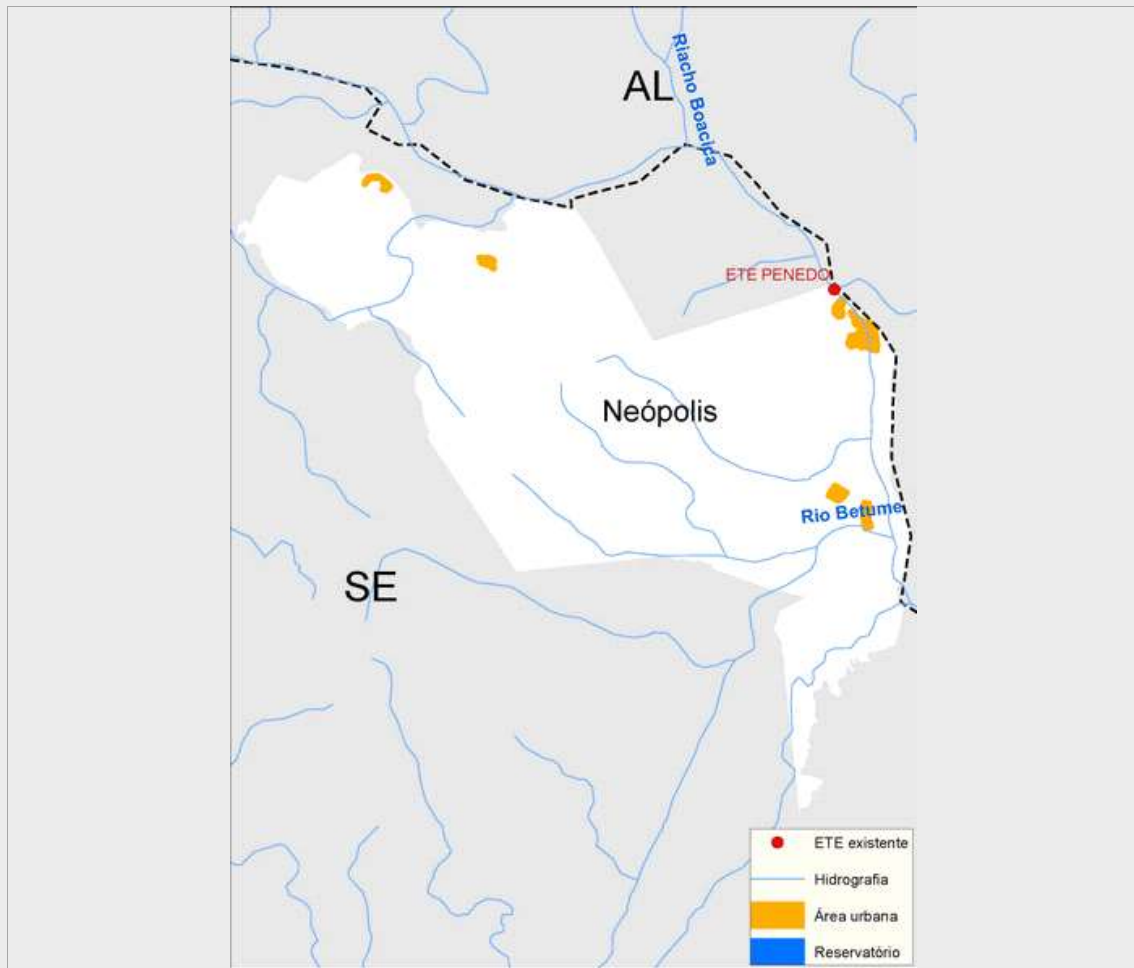 AL
Riacho Boacica
ETE PENEDO
Neópolis
Rio Betume
SE
ETE existente
Hidrografia
Área urbana
Reservatório